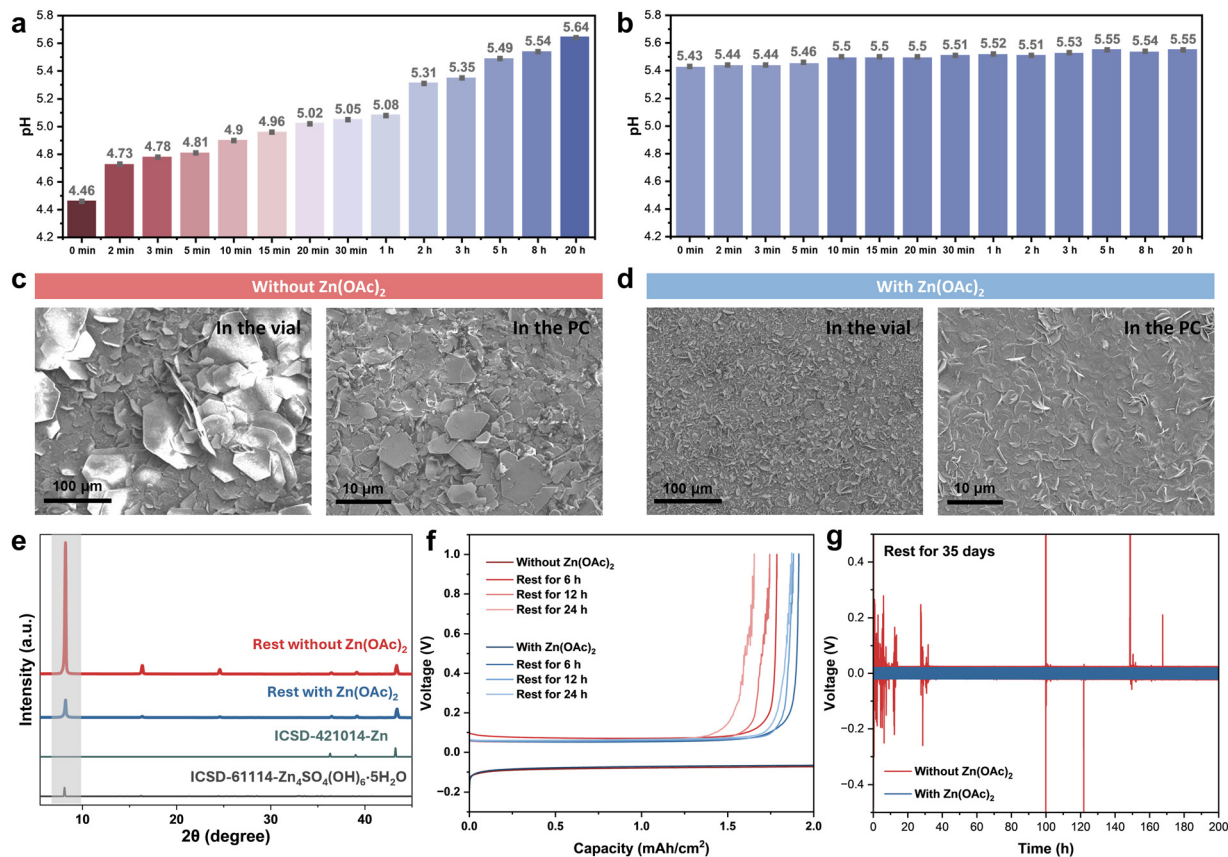 a
5.8
5.6
5.4
5.2
5.0
4.8
4.6
4.4
4.2
pH
4.46
4.73
4.78
4.81
4.9
4.96
5.02
5.05
5.08
5.31
5.35
5.49
5.54
5.64
0 min
2 min
3 min
5 min
10 min
15 min
20 min
30 min
1 h
2 h
3 h
5 h
8 h
20 h
b
5.8
5.6
5.4
5.2
5.0
4.8
4.6
4.4
4.2
pH
5.43
5.44
5.44
5.46
5.5
5.5
5.5
5.51
5.52
5.51
5.53
5.55
5.54
5.55
0 min
2 min
3 min
5 min
10 min
15 min
20 min
30 min
1 h
2 h
3 h
5 h
8 h
20 h
c
Without Zn(OAc)₂
In the vial
100 μm
In the PC
10 μm
d
With Zn(OAc)₂
In the vial
100 μm
In the PC
10 μm
e
Intensity (a.u.)
Rest without Zn(OAc)₂
Rest with Zn(OAc)₂
ICSD-421014-Zn
ICSD-61114-Zn₄SO₄(OH)₆·5H₂O
10
20
30
40
2θ (degree)
f
1.0
0.8
0.6
0.4
0.2
0.0
−0.2
Voltage (V)
Without Zn(OAc)₂
Rest for 6 h
Rest for 12 h
Rest for 24 h
With Zn(OAc)₂
Rest for 6 h
Rest for 12 h
Rest for 24 h
0.0
0.5
1.0
1.5
2.0
Capacity (mAh/cm²)
g
Rest for 35 days
0.4
0.2
0.0
−0.2
−0.4
Voltage (V)
Without Zn(OAc)₂
With Zn(OAc)₂
0
20
40
60
80
100
120
140
160
180
200
Time (h)